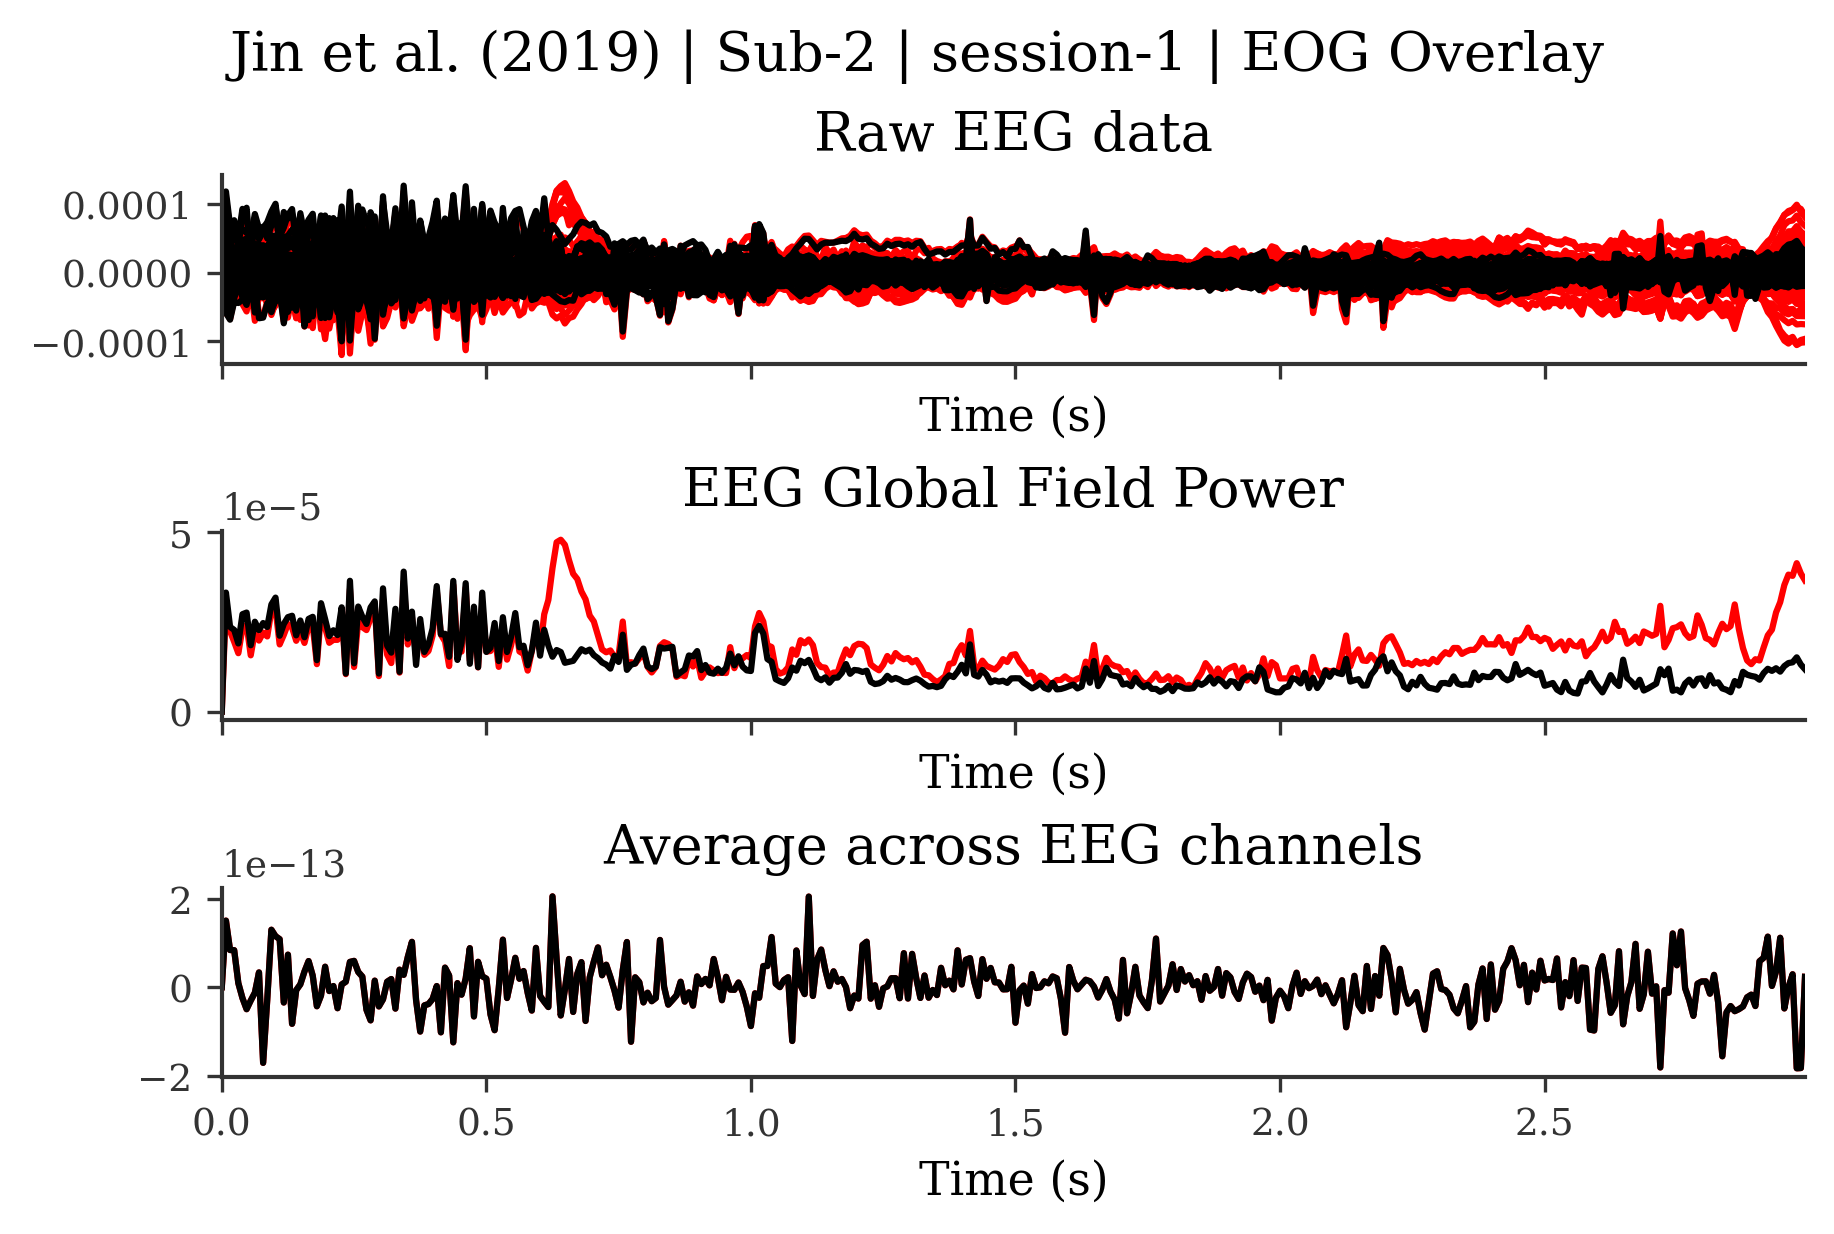 Jin et al. (2019) | Sub-2 | session-1 | EOG Overlay
Raw EEG data
0.0001
0.0000
−0.0001
Time (s)
EEG Global Field Power
1e−5
5
0
Time (s)
Average across EEG channels
1e−13
2
0
−2
0.0 0.5 1.0 1.5 2.0 2.5
Time (s)